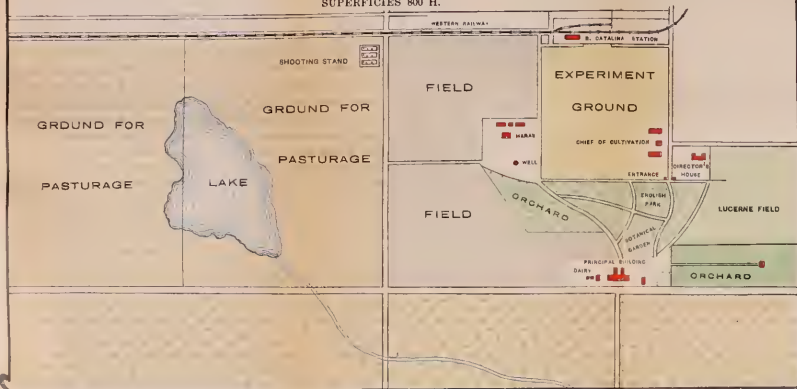 SUPERFICIES 800 H.
WESTERN RAILWAY
S. CATALINA STATION
SHOOTING STAND
EXPERIMENT
GROUND
FIELD
GROUND FOR
PASTURAGE
GROUND FOR
PASTURAGE
LAKE
HARAS
WELL
CHIEF OF CULTIVATION
ENTRANCE
DIRECTOR'S
HOUSE
ORCHARD
ENGLISH
PARK
FIELD
LUCERNE FIELD
BOTANICAL
GARDEN
PRINCIPAL BUILDING
DAIRY
ORCHARD